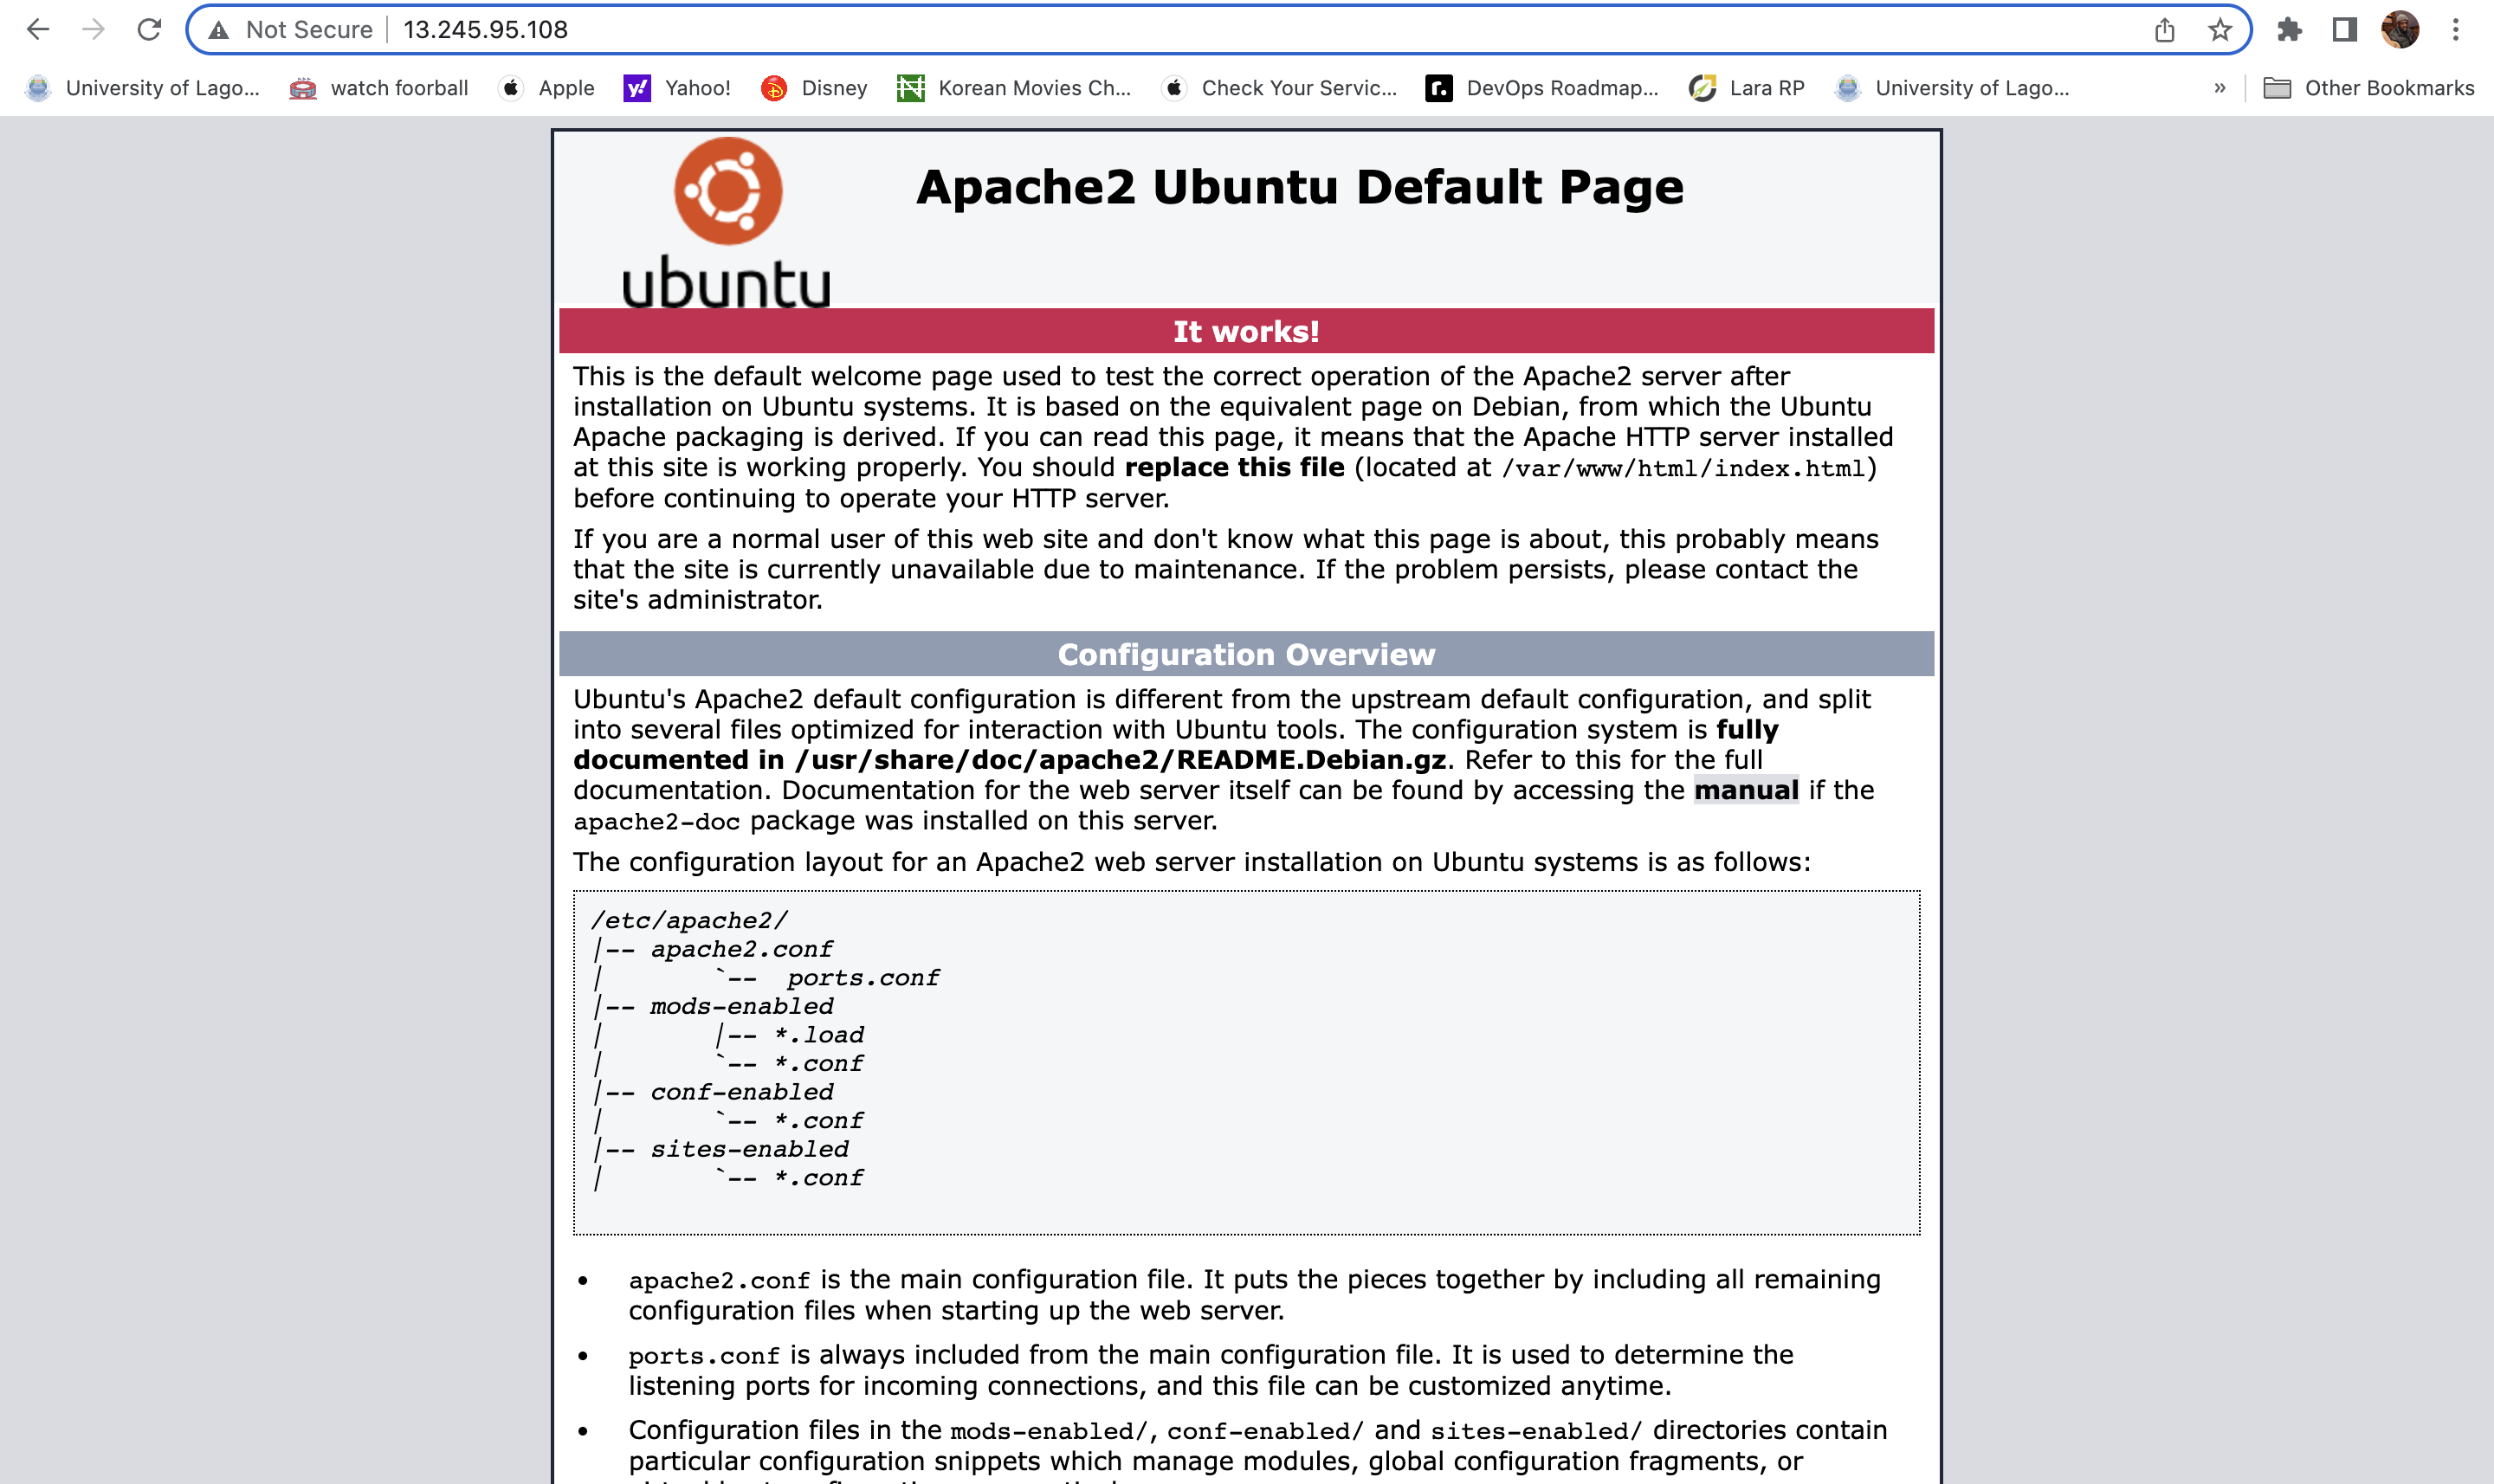 Not Secure 13.245.95.108
University of Lago... watch foorball Apple Yahoo! Disney Korean Movies Ch... Check Your Servic... DevOps Roadmap... Lara RP University of Lago... » Other Bookmarks
ubuntu
Apache2 Ubuntu Default Page
It works!
This is the default welcome page used to test the correct operation of the Apache2 server after
installation on Ubuntu systems. It is based on the equivalent page on Debian, from which the Ubuntu
Apache packaging is derived. If you can read this page, it means that the Apache HTTP server installed
at this site is working properly. You should replace this file (located at /var/www/html/index.html)
before continuing to operate your HTTP server.
If you are a normal user of this web site and don't know what this page is about, this probably means
that the site is currently unavailable due to maintenance. If the problem persists, please contact the
site's administrator.
Configuration Overview
Ubuntu's Apache2 default configuration is different from the upstream default configuration, and split
into several files optimized for interaction with Ubuntu tools. The configuration system is fully
documented in /usr/share/doc/apache2/README.Debian.gz. Refer to this for the full
documentation. Documentation for the web server itself can be found by accessing the manual if the
apache2-doc package was installed on this server.
The configuration layout for an Apache2 web server installation on Ubuntu systems is as follows:
/etc/apache2/
|-- apache2.conf
|       `--  ports.conf
|-- mods-enabled
|       |-- *.load
|       `-- *.conf
|-- conf-enabled
|       `-- *.conf
|-- sites-enabled
|       `-- *.conf
• apache2.conf is the main configuration file. It puts the pieces together by including all remaining
configuration files when starting up the web server.
• ports.conf is always included from the main configuration file. It is used to determine the
listening ports for incoming connections, and this file can be customized anytime.
• Configuration files in the mods-enabled/, conf-enabled/ and sites-enabled/ directories contain
particular configuration snippets which manage modules, global configuration fragments, or